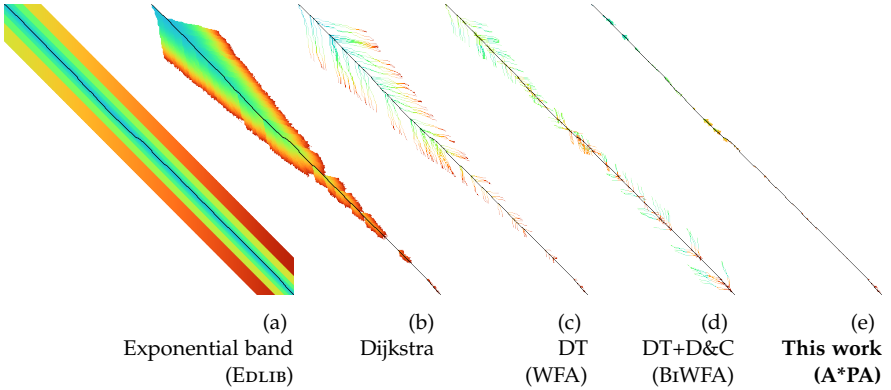 (a) (b) (c) (d) (e)
Exponential band Dijkstra DT DT+D&C This work
(EDLIB) (WFA) (BIWFA) (A*PA)